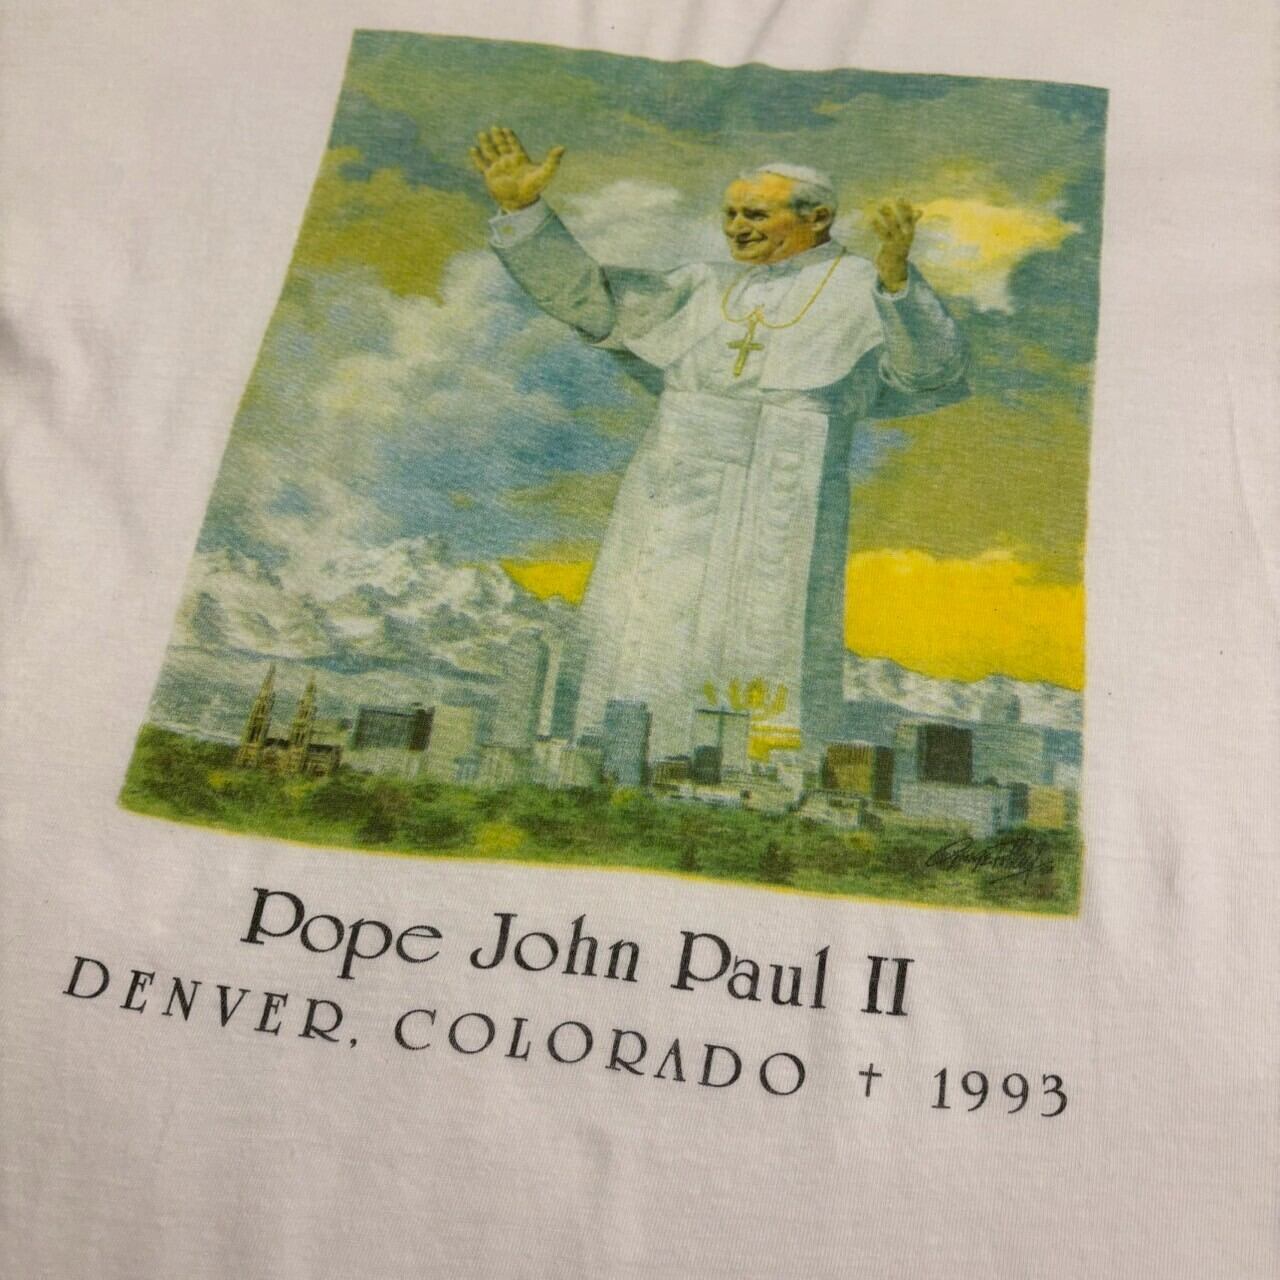 Pope John Paul II
DENVER, COLORADO † 1993